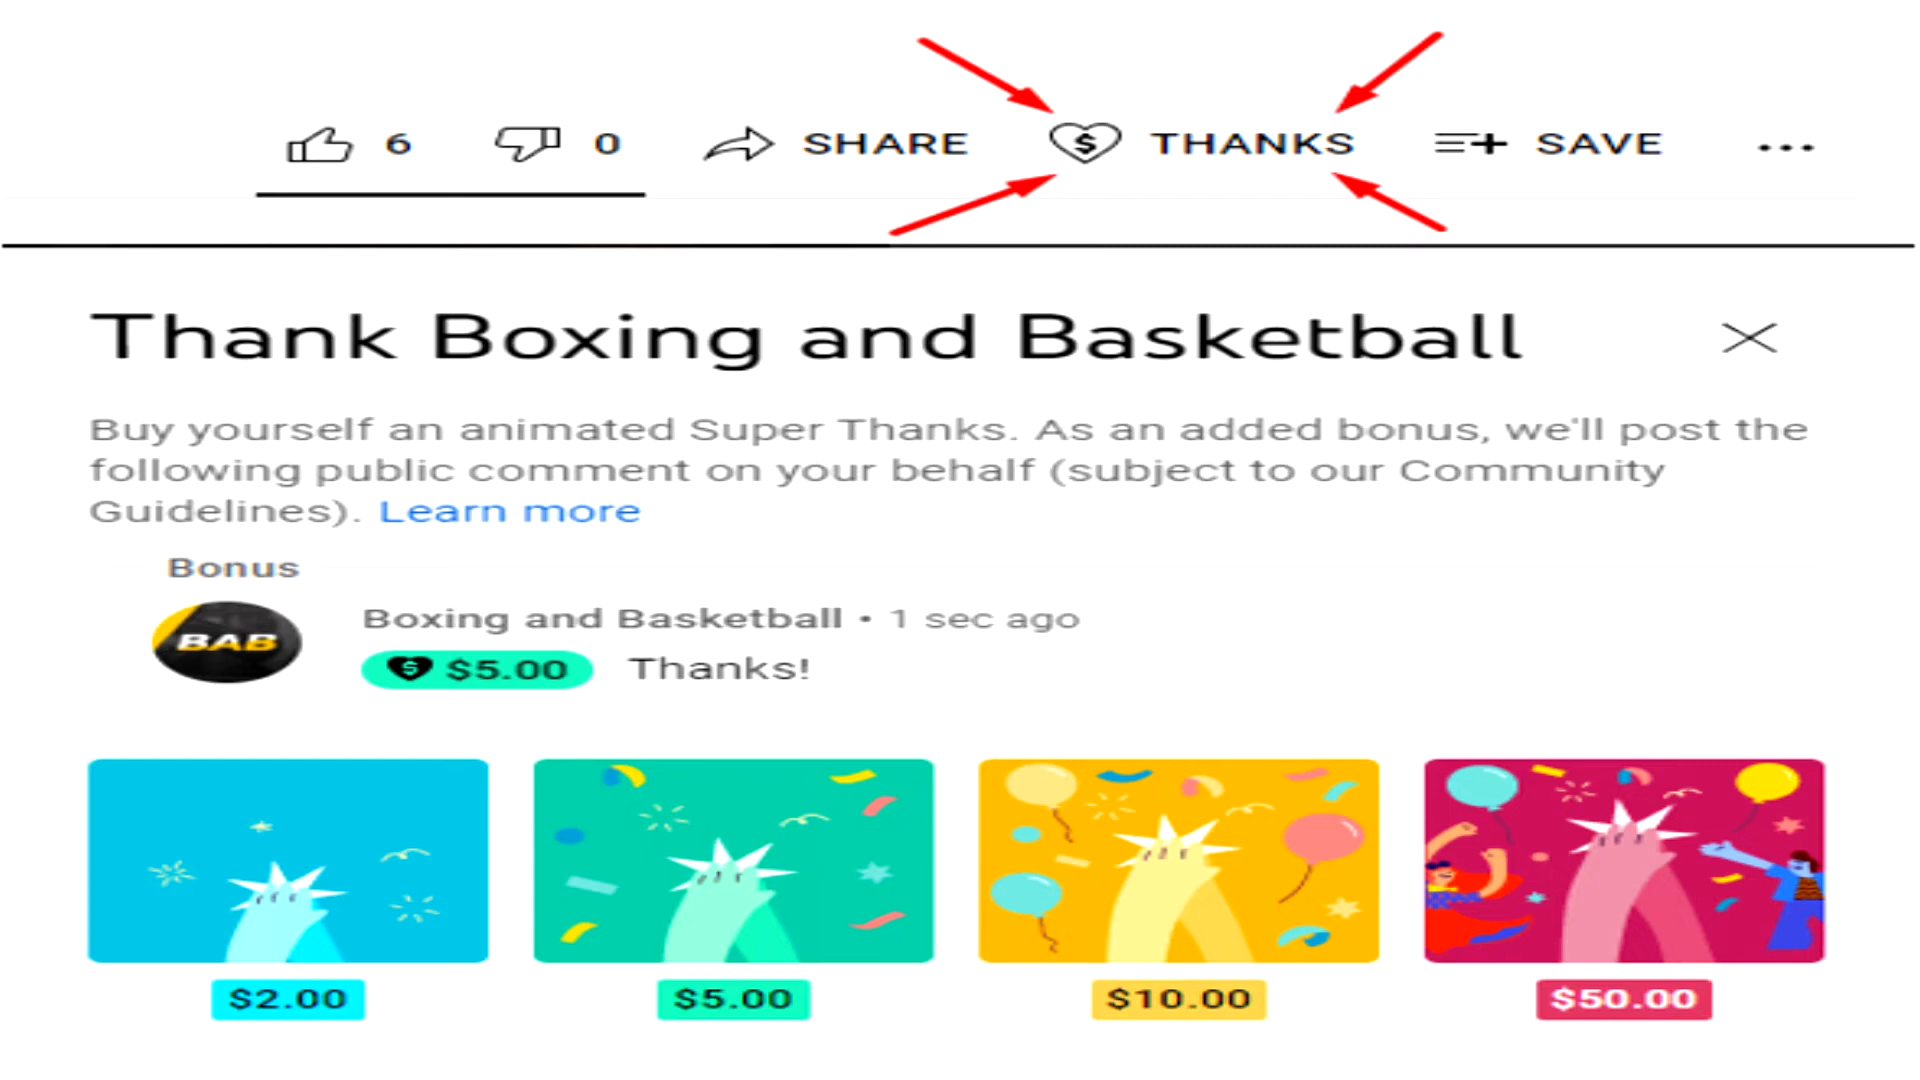 6 0 SHARE THANKS SAVE ...
Thank Boxing and Basketball
Buy yourself an animated Super Thanks. As an added bonus, we'll post the
following public comment on your behalf (subject to our Community
Guidelines). Learn more
Bonus
BAB
Boxing and Basketball • 1 sec ago
$5.00 Thanks!
$2.00 $5.00 $10.00 $50.00